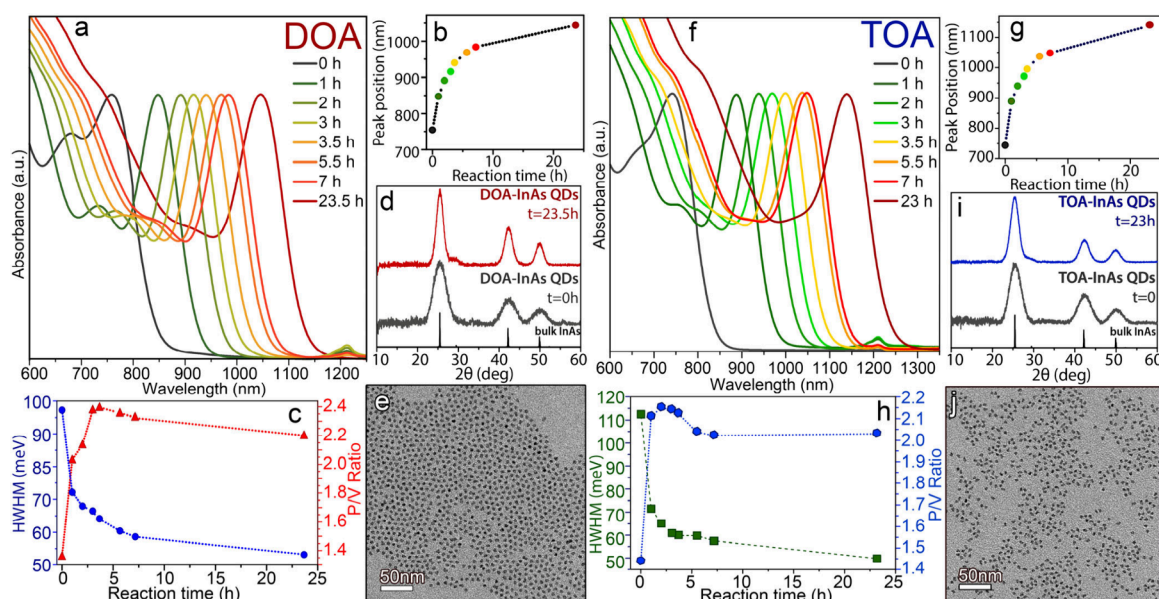 a
DOA
0 h
1 h
2 h
3 h
3.5 h
5.5 h
7 h
23.5 h
Absorbance (a.u.)
600 700 800 900 1000 1100 1200
Wavelength (nm)
b
Peak position (nm)
1000
900
800
700
0 5 10 15 20
Reaction time (h)
d
DOA-InAs QDs
t=23.5h
DOA-InAs QDs
t=0h
bulk InAs
10 20 30 40 50 60
2θ (deg)
f
TOA
0 h
1 h
2 h
3 h
3.5 h
5.5 h
7 h
23 h
Absorbance (a.u.)
600 700 800 900 1000 1100 1200 1300
Wavelength (nm)
g
Peak Position (nm)
1100
1000
900
800
700
0 5 10 15 20
Reaction time (h)
i
TOA-InAs QDs
t=23h
TOA-InAs QDs
t=0
bulk InAs
10 20 30 40 50 60
2θ (deg)
c
HWHM (meV)
100
90
85
70
60
50
P/V Ratio
2.4
2.2
2.0
1.8
1.6
1.4
0 5 10 15 20 25
Reaction time (h)
e
50nm
h
HWHM (meV)
120
110
100
90
80
70
60
50
P/V Ratio
2.2
2.1
2.0
1.9
1.8
1.7
1.6
1.5
1.4
0 5 10 15 20 25
Reaction time (h)
j
50nm